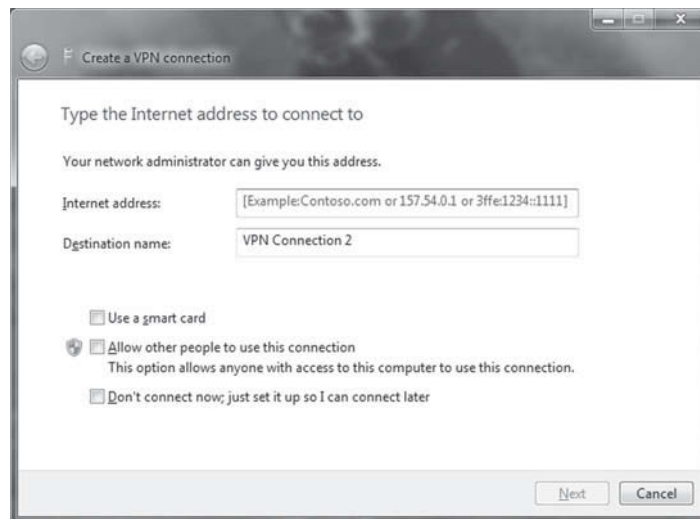 Create a VPN connection
Type the Internet address to connect to
Your network administrator can give you this address.
Internet address: [Example:Contoso.com or 157.54.0.1 or 3ffe:1234::1111]
Destination name: VPN Connection 2
Use a smart card
Allow other people to use this connection
This option allows anyone with access to this computer to use this connection.
Don't connect now; just set it up so I can connect later
Next Cancel